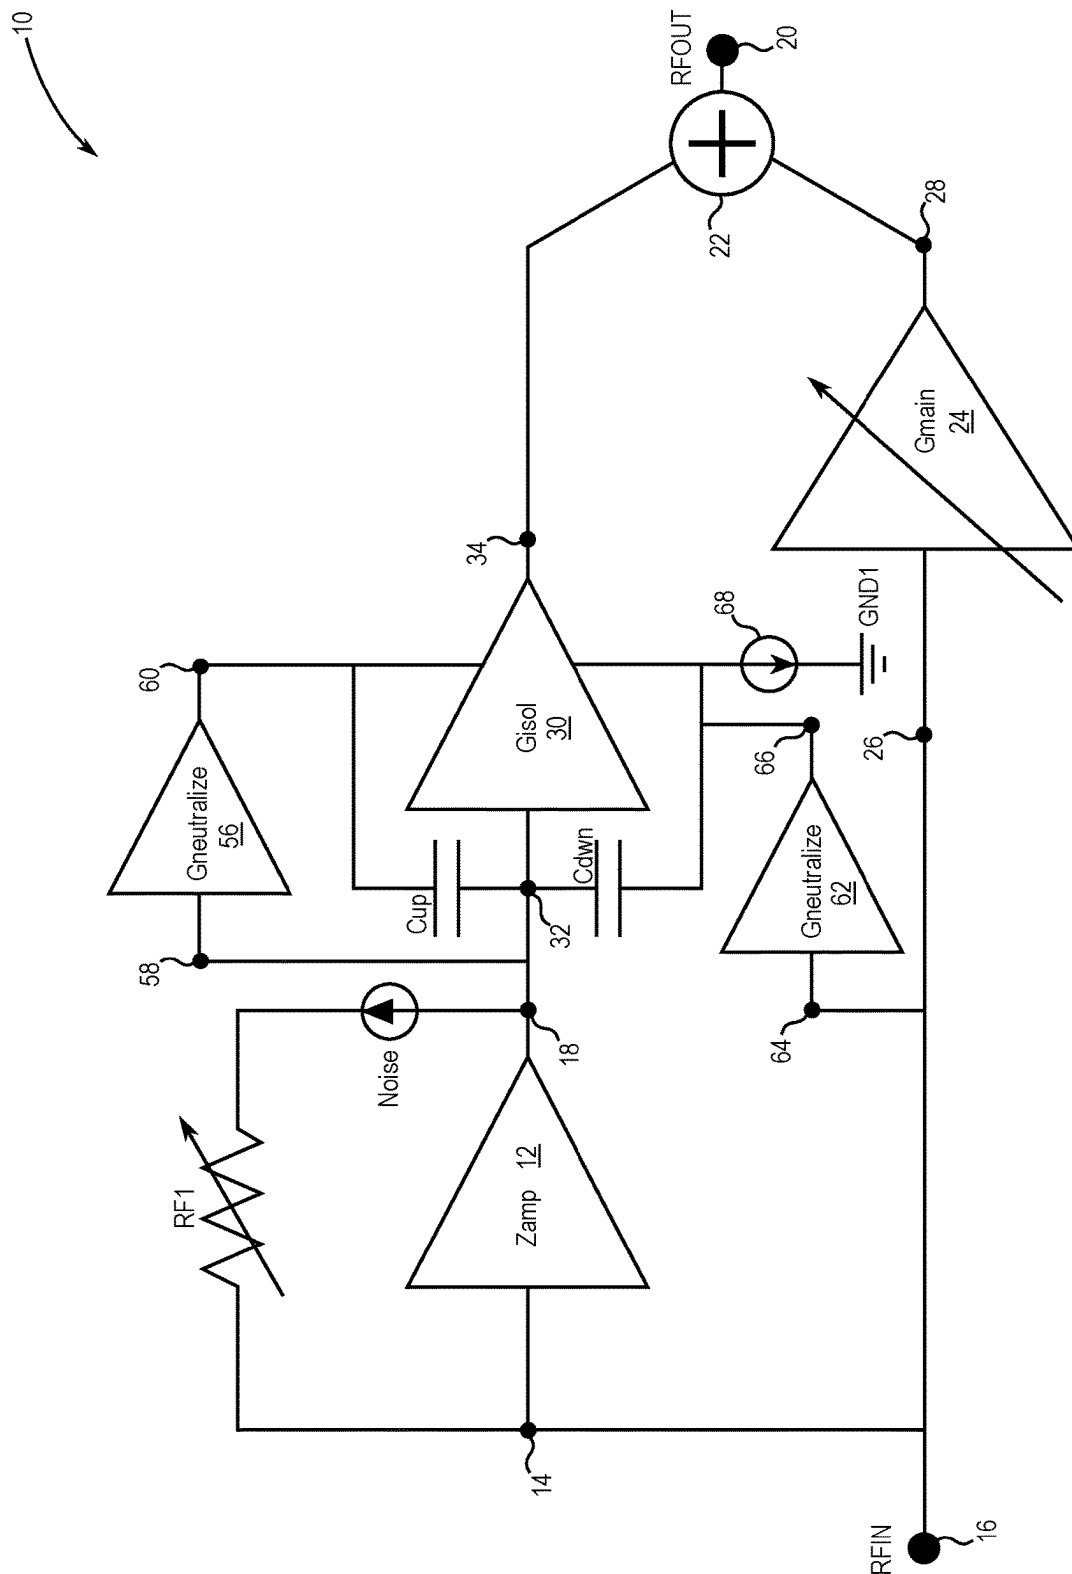 10
RFIN
16
14
RF1
Zamp 12
Noise
18
58
Gneutralize
56
60
Cup
32
Cdwn
Gisol
30
34
64
Gneutralize
62
66
68
GND1
26
Gmain
24
28
22
RFOUT
20